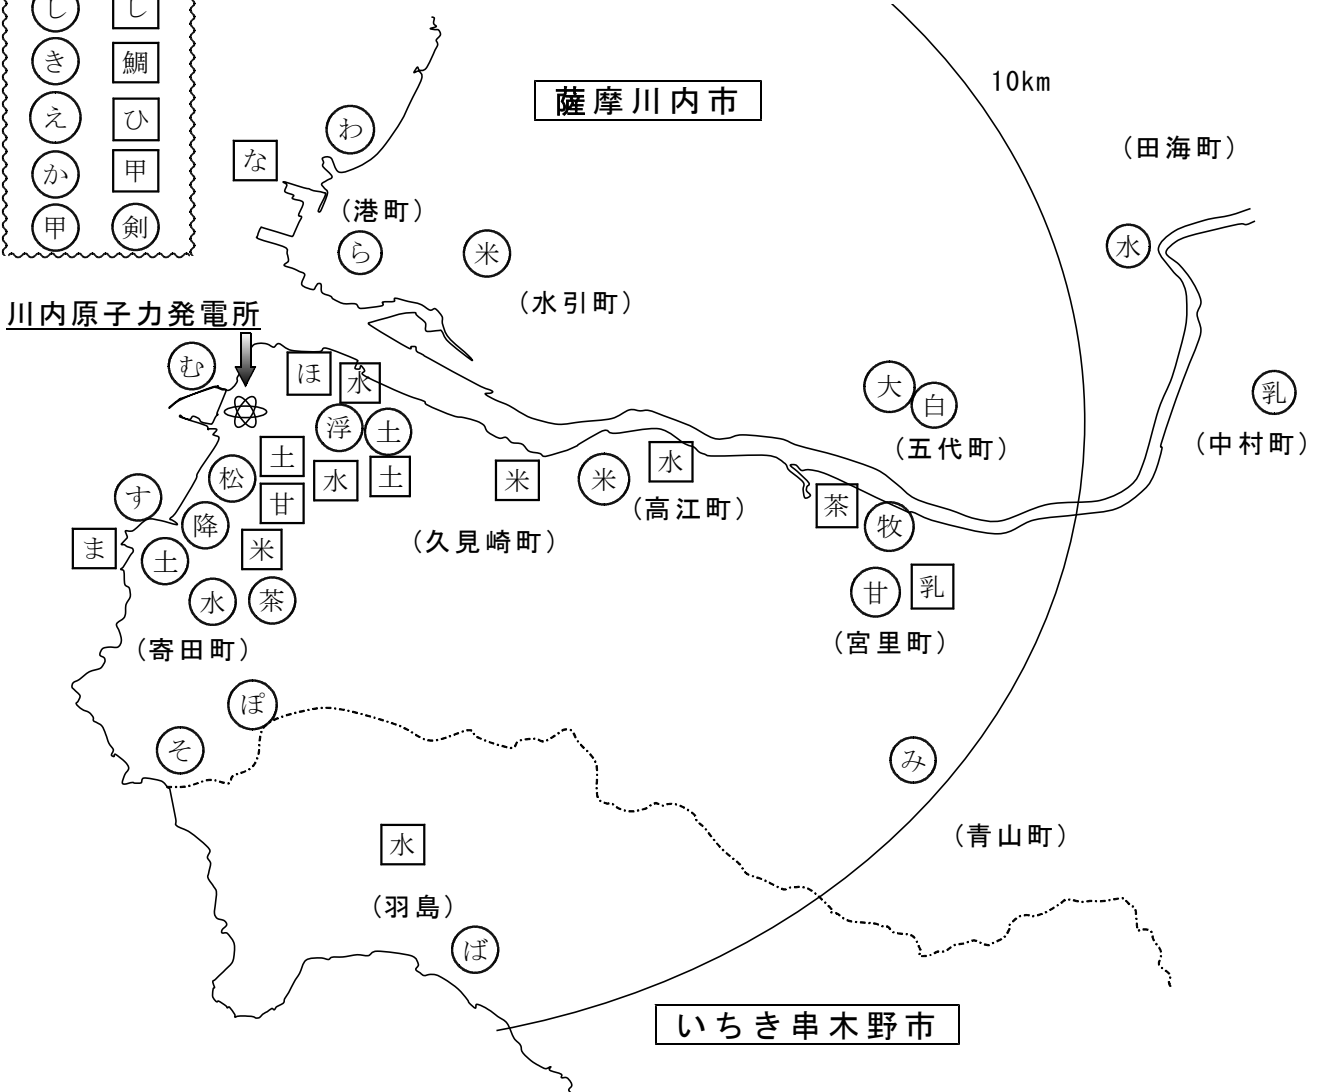 し し
き 鯛
え ひ
か 甲
甲 剣
薩摩川内市
10km
(田海町)
わ
な
(港町)
水
ら 米
(水引町)
川内原子力発電所
む ほ 水
大 白
乳
浮 土
(五代町)
(中村町)
土
松 水 土
米 米 水
す 甘
(高江町)
茶
降 牧
(久見崎町)
ま 土 米
水 茶
甘 乳
(寄田町)
(宮里町)
ぽ
そ
み
水
(青山町)
(羽島)
ば
いちき串木野市